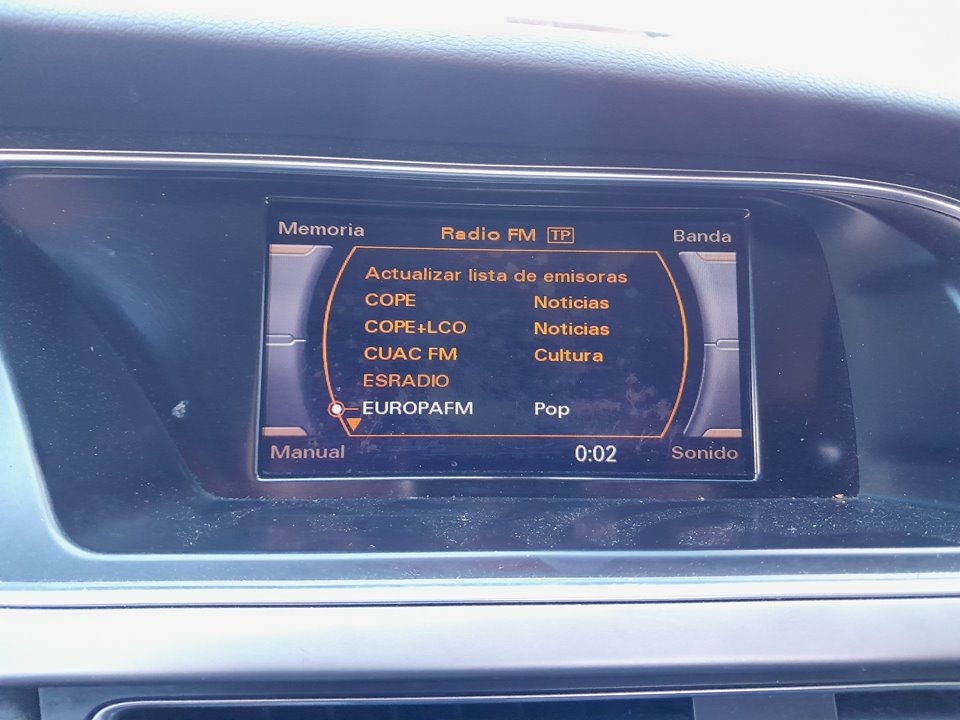 Memoria Radio FM TP Banda
Actualizar lista de emisoras
COPE Noticias
COPE+LCO Noticias
CUAC FM Cultura
ESRADIO
EUROPAFM Pop
Manual 0:02 Sonido